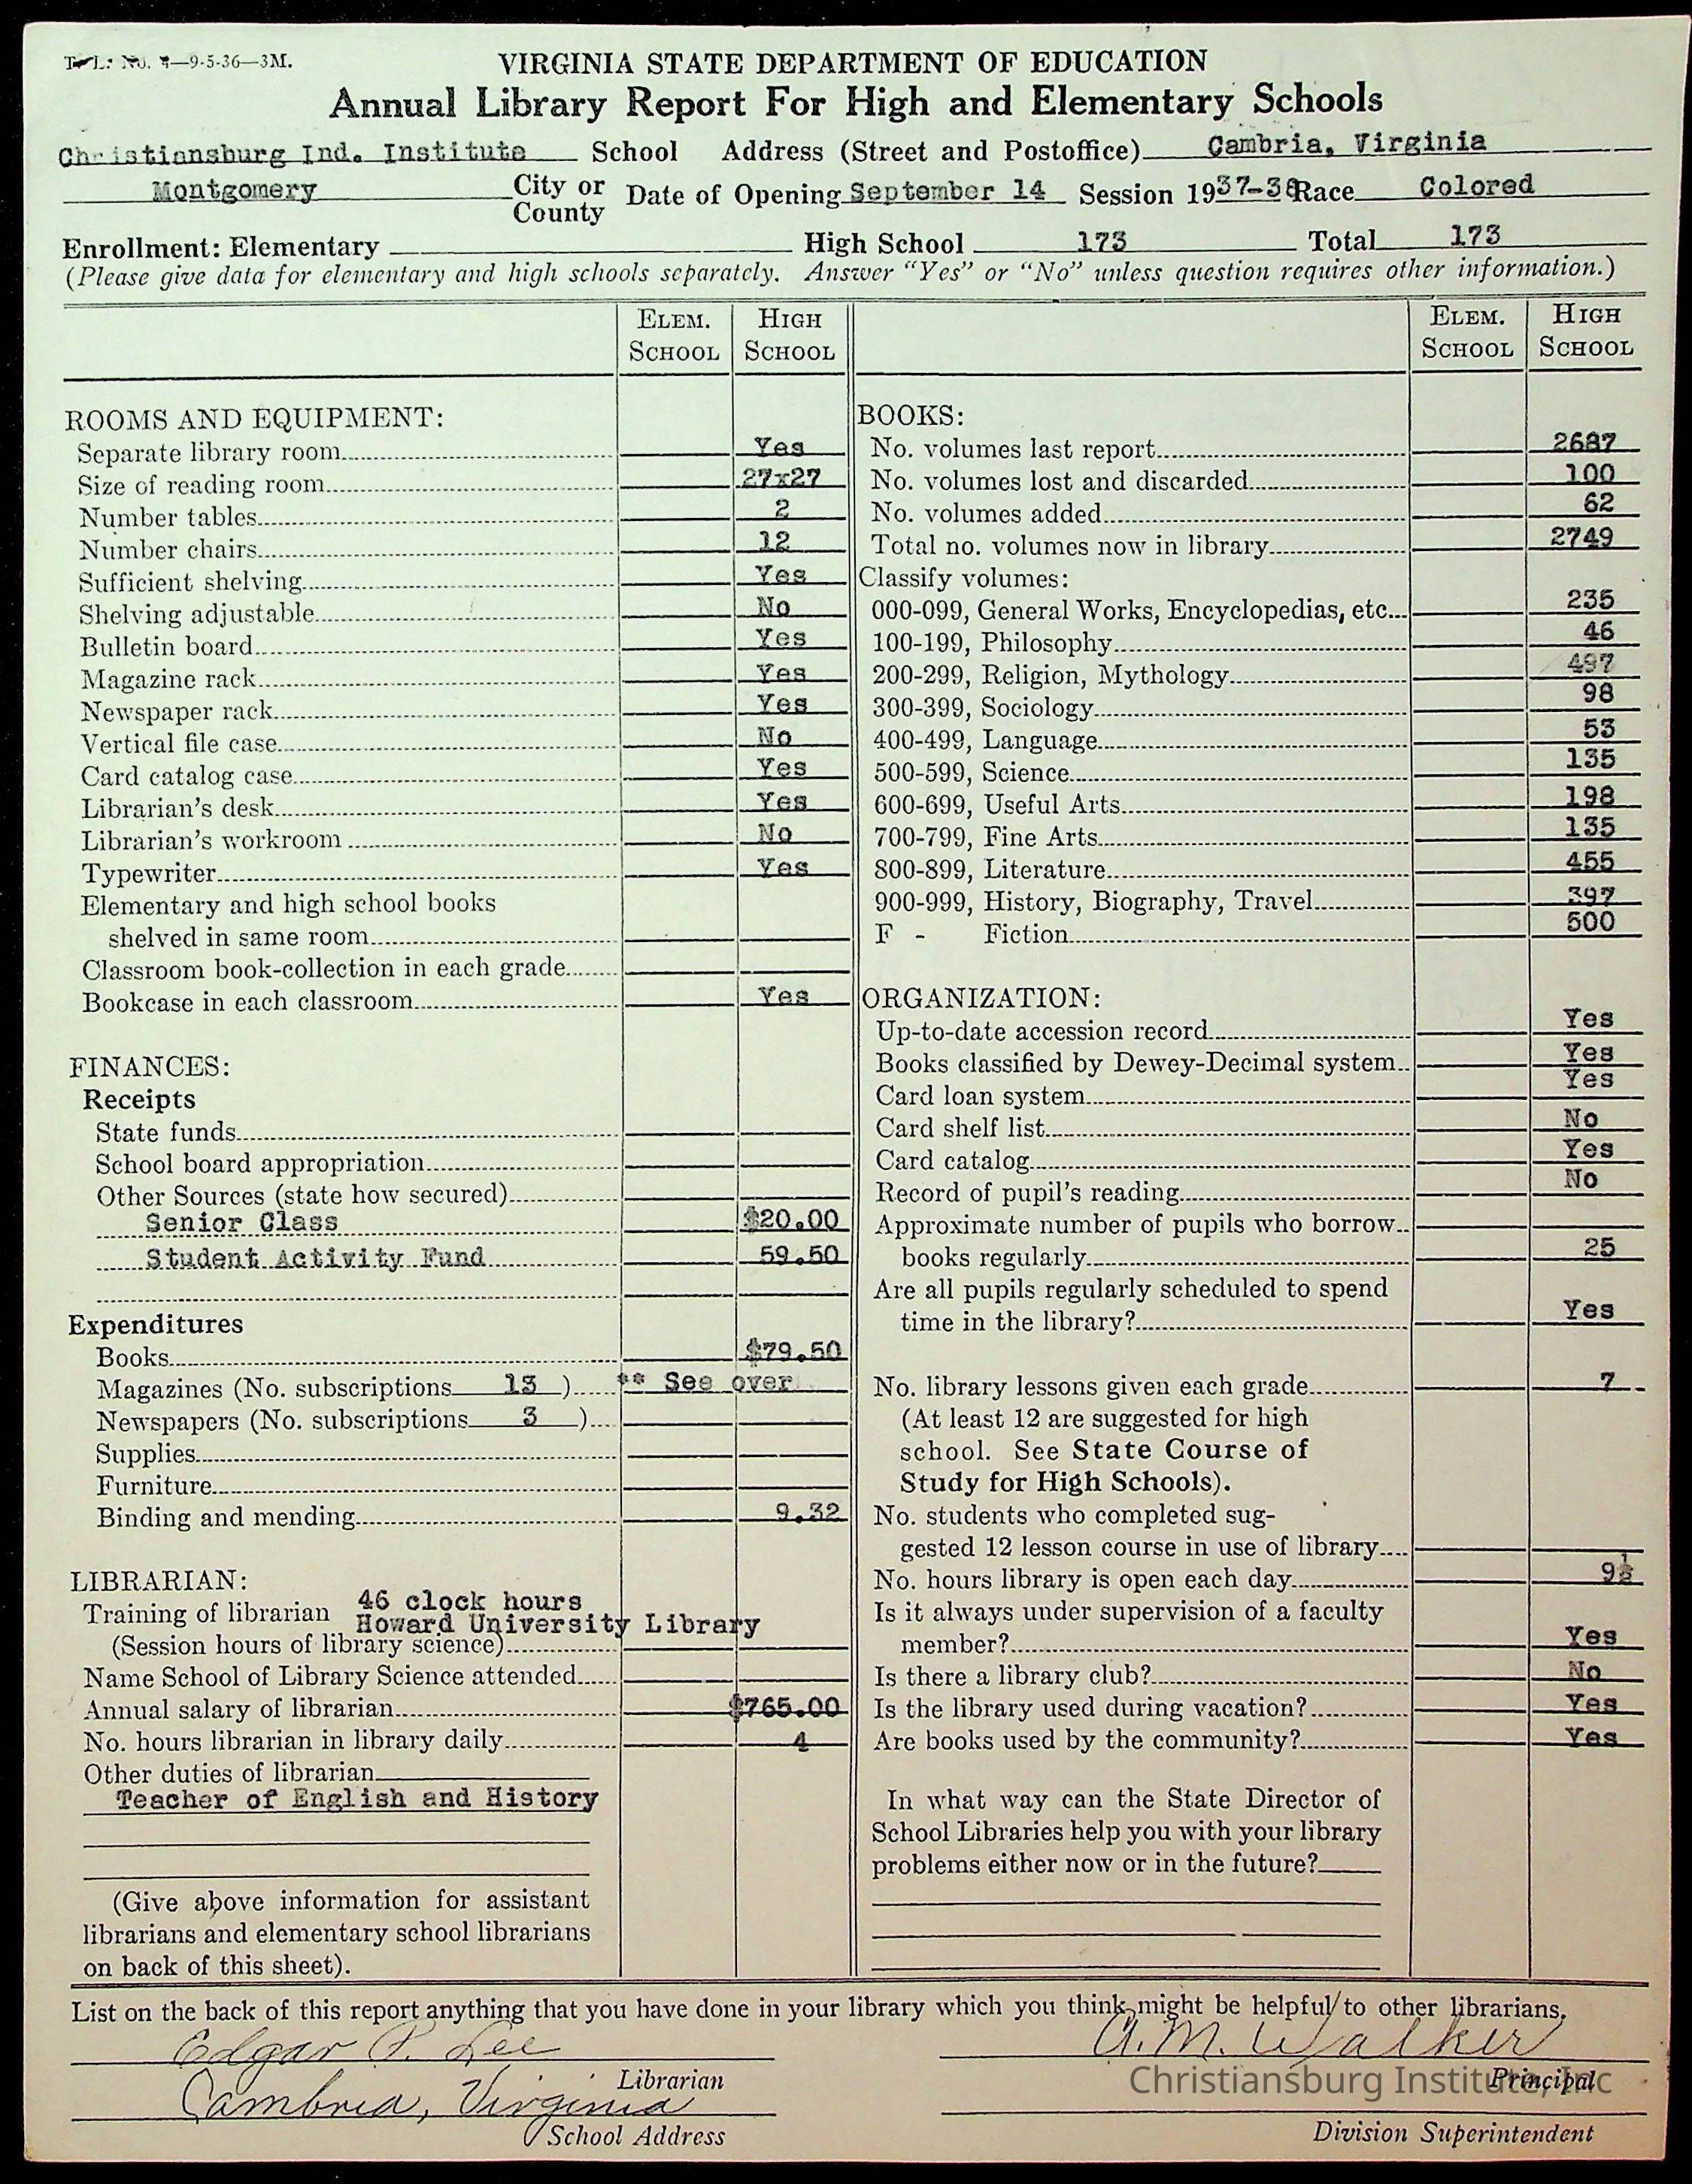 VIRGINIA STATE DEPARTMENT OF EDUCATION
Annual Library Report For High and Elementary Schools
Christiansburg Ind. Institute School Address (Street and Postoffice) Cambria, Virginia
Montgomery City or County Date of Opening September 14 Session 1937-38 Race Colored
Enrollment: Elementary High School 173 Total 173
(Please give data for elementary and high schools separately. Answer “Yes” or “No” unless question requires other information.)
ELEM. SCHOOL HIGH SCHOOL
ROOMS AND EQUIPMENT:
Separate library room Yes
Size of reading room 27x27
Number tables 2
Number chairs 12
Sufficient shelving Yes
Shelving adjustable No
Bulletin board Yes
Magazine rack Yes
Newspaper rack Yes
Vertical file case No
Card catalog case Yes
Librarian’s desk Yes
Librarian’s workroom No
Typewriter Yes
Elementary and high school books
shelved in same room
Classroom book-collection in each grade
Bookcase in each classroom Yes
FINANCES:
Receipts
State funds
School board appropriation
Other Sources (state how secured)
Senior Class $20.00
Student Activity Fund 59.50
Expenditures
Books $79.50
Magazines (No. subscriptions 13 ) ** See over
Newspapers (No. subscriptions 3 )
Supplies
Furniture
Binding and mending 9.32
LIBRARIAN:
46 clock hours
Training of librarian Howard University Library
(Session hours of library science)
Name School of Library Science attended
Annual salary of librarian $765.00
No. hours librarian in library daily 4
Other duties of librarian
Teacher of English and History
(Give above information for assistant
librarians and elementary school librarians
on back of this sheet).
ELEM. SCHOOL HIGH SCHOOL
BOOKS:
No. volumes last report 2687
No. volumes lost and discarded 100
No. volumes added 62
Total no. volumes now in library 2749
Classify volumes:
000-099, General Works, Encyclopedias, etc. 235
100-199, Philosophy 46
200-299, Religion, Mythology 497
300-399, Sociology 98
400-499, Language 53
500-599, Science 135
600-699, Useful Arts 198
700-799, Fine Arts 135
800-899, Literature 455
900-999, History, Biography, Travel 397
F - Fiction 500
ORGANIZATION:
Up-to-date accession record Yes
Books classified by Dewey-Decimal system Yes
Card loan system Yes
Card shelf list No
Card catalog Yes
Record of pupil’s reading No
Approximate number of pupils who borrow
books regularly 25
Are all pupils regularly scheduled to spend
time in the library? Yes
No. library lessons given each grade 7
(At least 12 are suggested for high
school. See State Course of
Study for High Schools).
No. students who completed sug-
gested 12 lesson course in use of library
No. hours library is open each day 9½
Is it always under supervision of a faculty
member? Yes
Is there a library club? No
Is the library used during vacation? Yes
Are books used by the community? Yes
In what way can the State Director of
School Libraries help you with your library
problems either now or in the future?
List on the back of this report anything that you have done in your library which you think might be helpful to other librarians.
Edgar P. Lee
Librarian
A. M. Walker
Principal
Christiansburg Institute, Inc
Cambria, Virginia
School Address
Division Superintendent